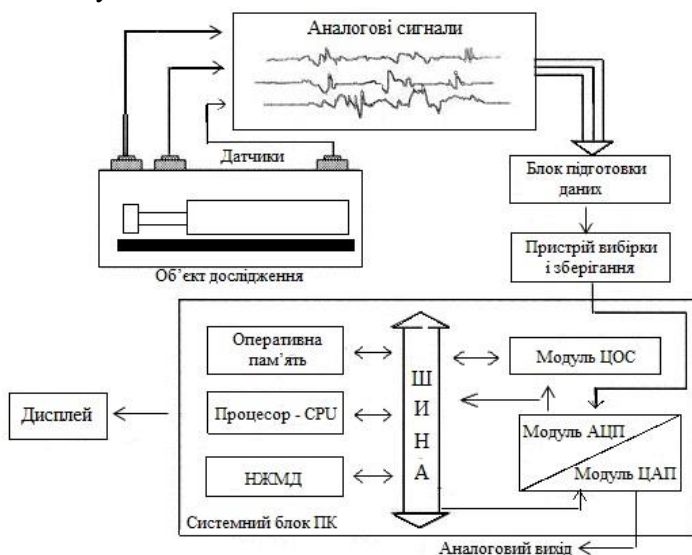 Аналогові сигнали
Датчики
Об’єкт дослідження
Блок підготовки
даних
Пристрій вибірки
і зберігання
Оперативна
пам’ять
Процесор - CPU
НЖМД
Системний блок ПК
Ш
И
Н
А
Модуль ЦОС
Модуль АЦП
Модуль ЦАП
Дисплей
Аналоговий вихід